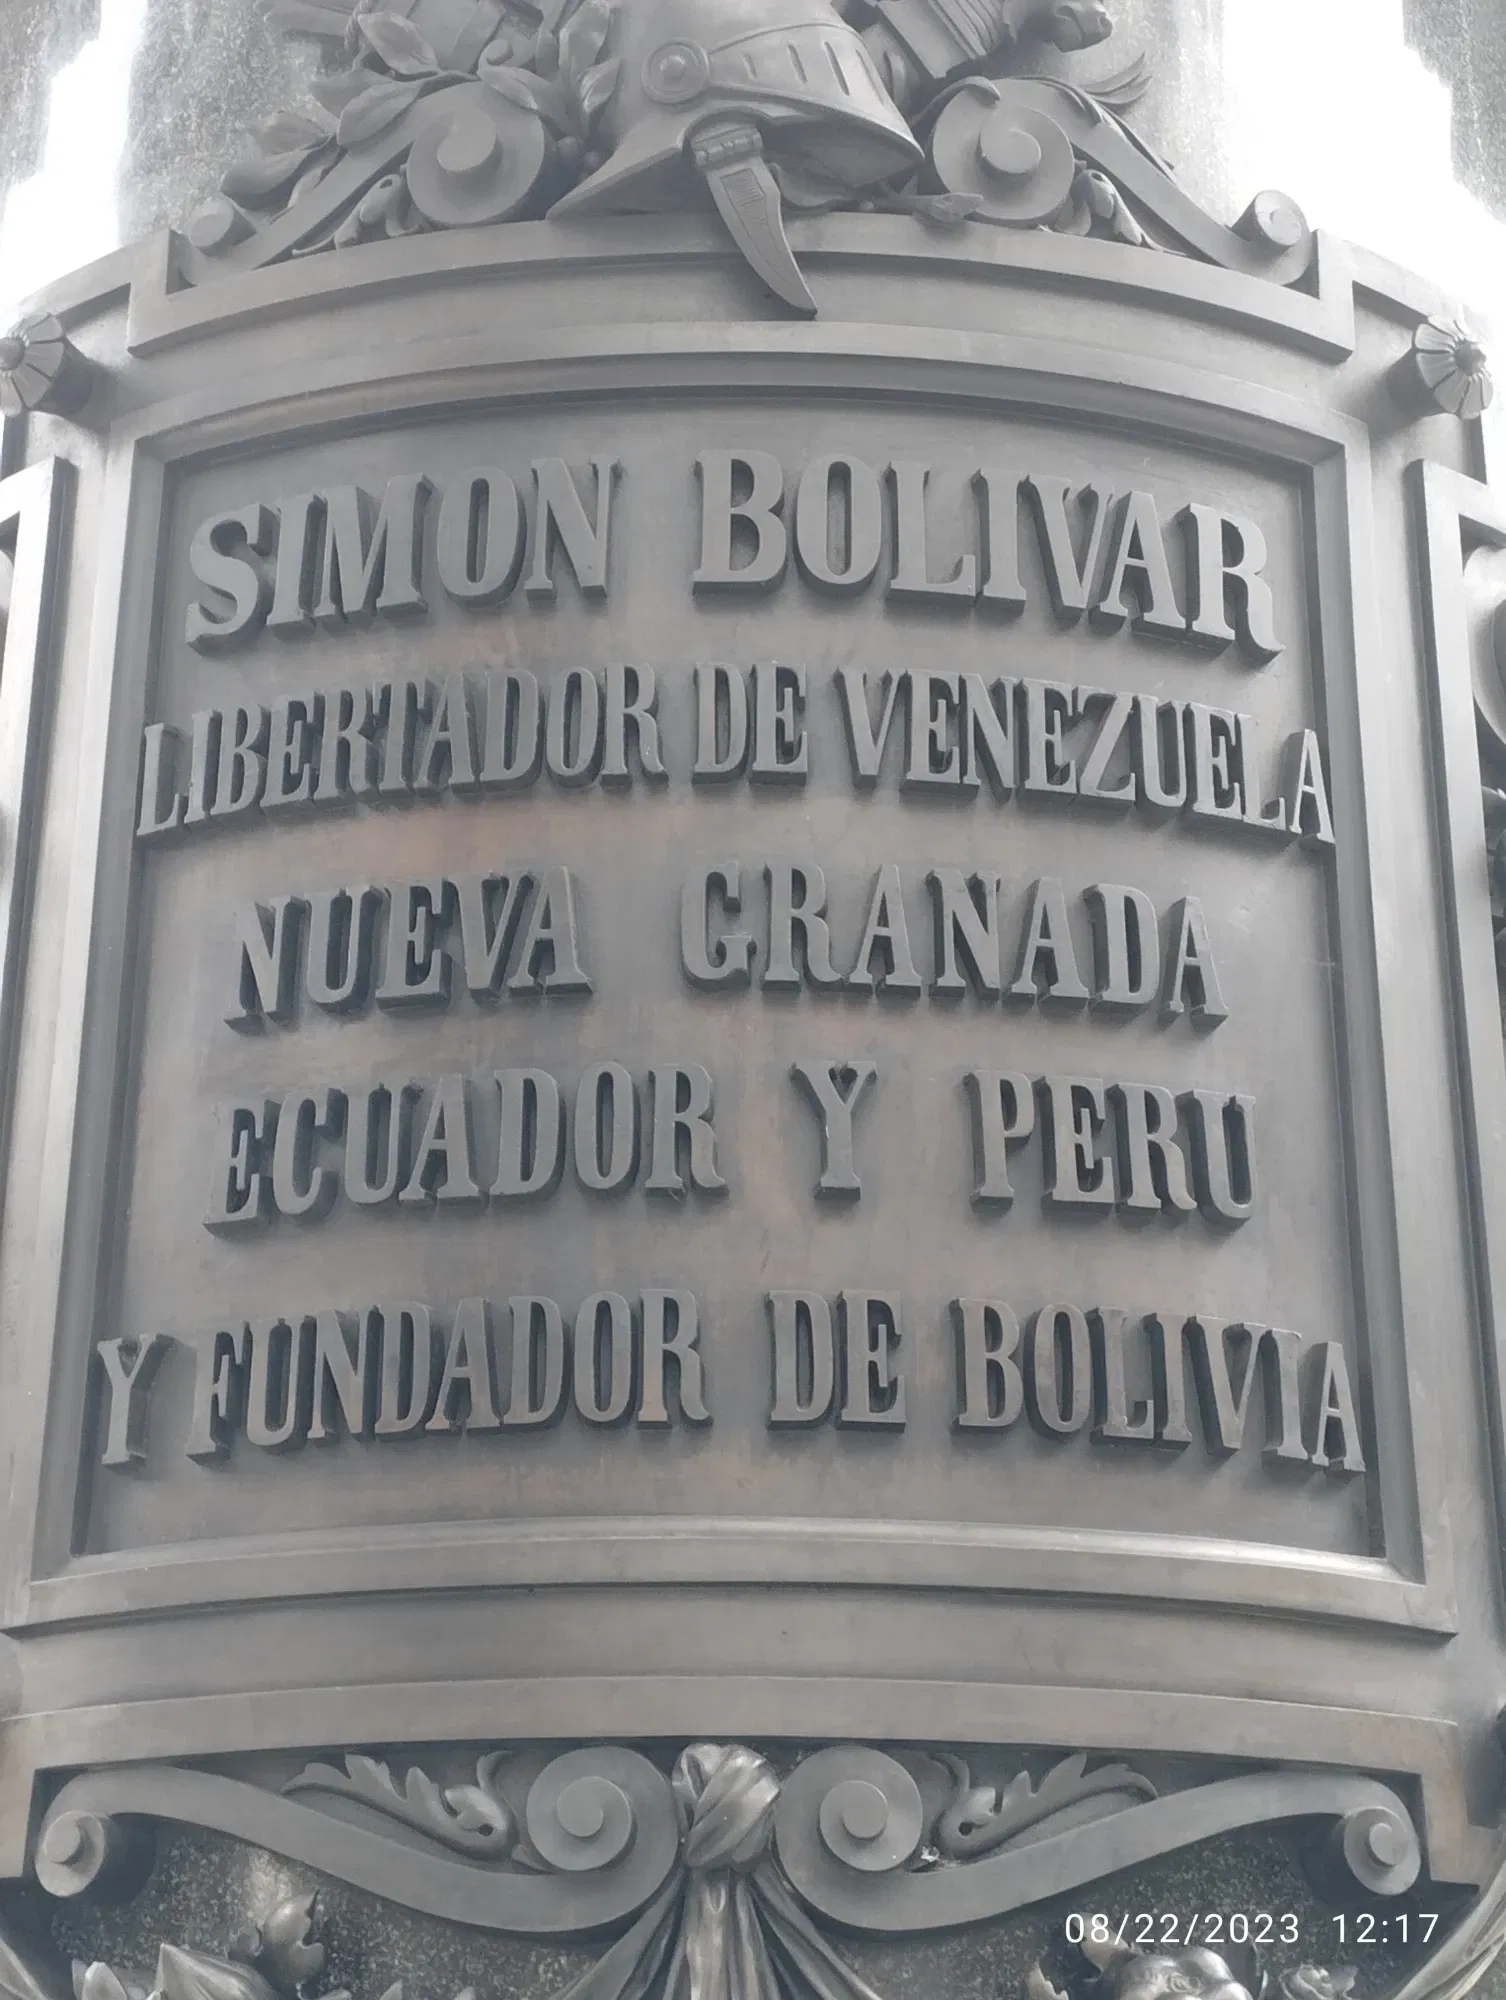 SIMON BOLIVAR
LIBERTADOR DE VENEZUELA
NUEVA GRANADA
ECUADOR Y PERU
Y FUNDADOR DE BOLIVIA
08/22/2023 12:17